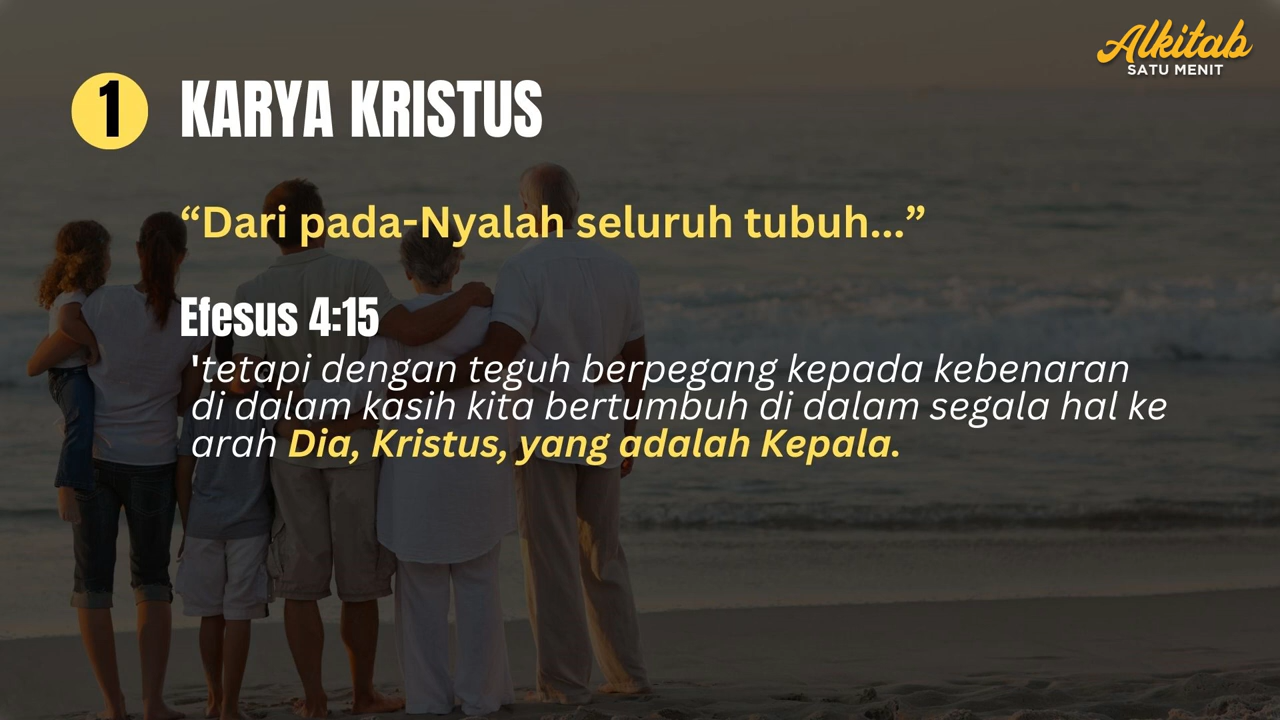 Alkitab
SATU MENIT
1 KARYA KRISTUS
“Dari pada-Nyalah seluruh tubuh...”
Efesus 4:15
'tetapi dengan teguh berpegang kepada kebenaran
di dalam kasih kita bertumbuh di dalam segala hal ke
arah Dia, Kristus, yang adalah Kepala.